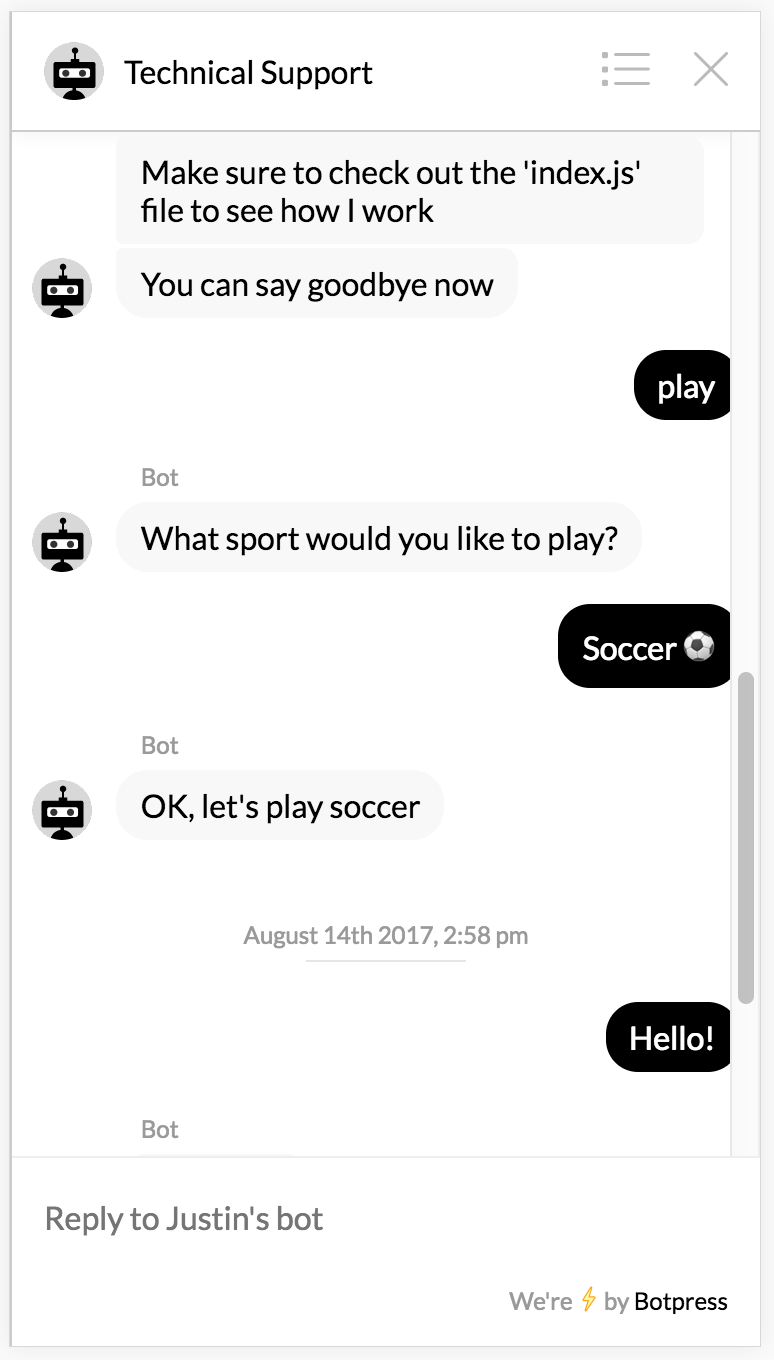 Technical Support
Make sure to check out the 'index.js'
file to see how I work
You can say goodbye now
play
Bot
What sport would you like to play?
Soccer ⚽
Bot
OK, let's play soccer
August 14th 2017, 2:58 pm
Hello!
Bot
Reply to Justin's bot
We're ⚡ by Botpress